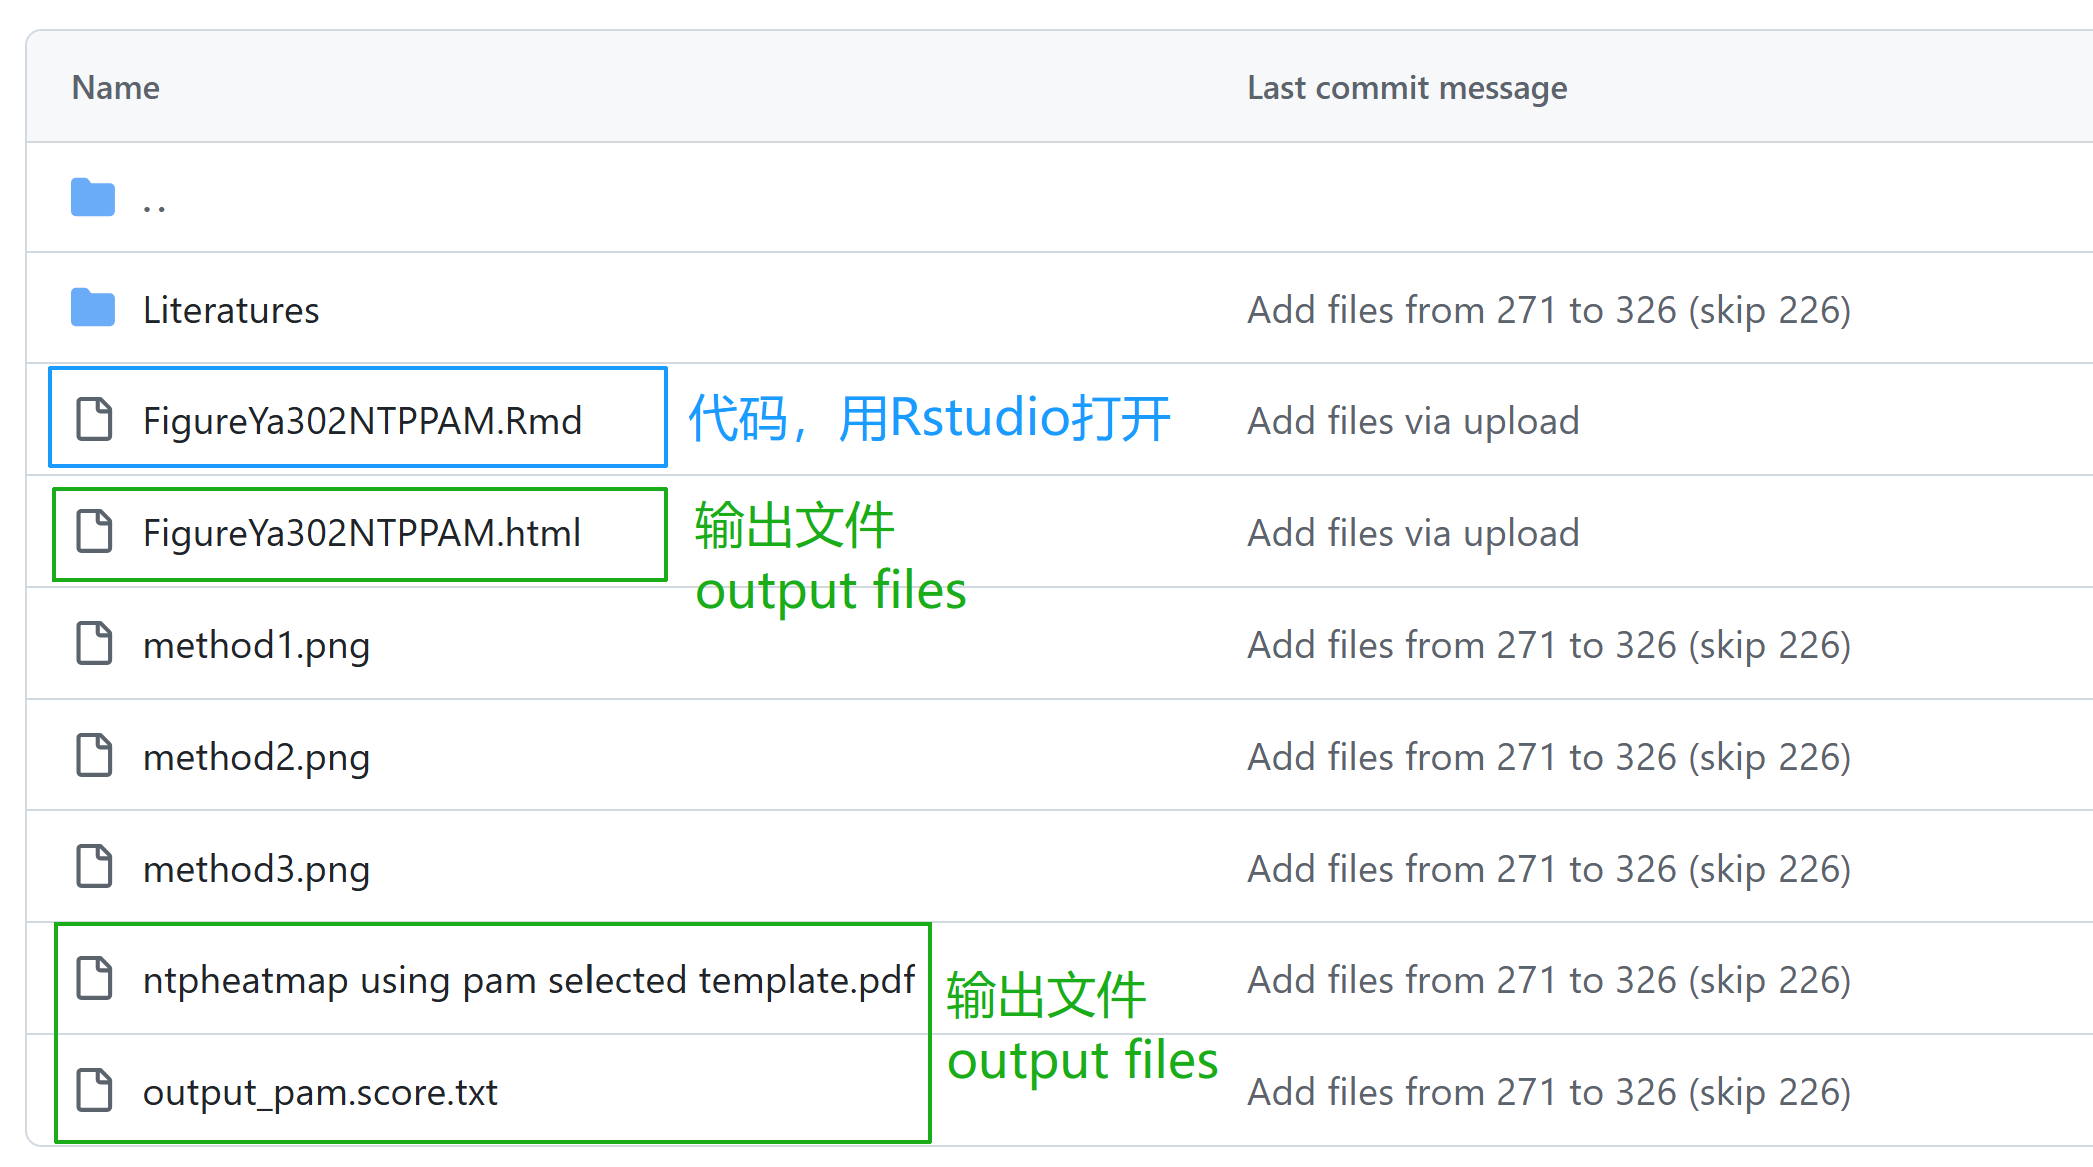 Name Last commit message
..
Literatures Add files from 271 to 326 (skip 226)
FigureYa302NTPPAM.Rmd 代码，用Rstudio打开 Add files via upload
FigureYa302NTPPAM.html 输出文件 Add files via upload
output files
method1.png Add files from 271 to 326 (skip 226)
method2.png Add files from 271 to 326 (skip 226)
method3.png Add files from 271 to 326 (skip 226)
ntpheatmap using pam selected template.pdf 输出文件 Add files from 271 to 326 (skip 226)
output files
output_pam.score.txt Add files from 271 to 326 (skip 226)